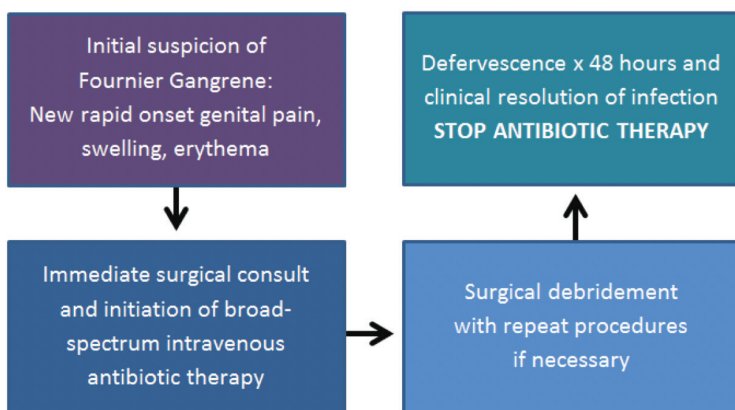 Initial suspicion of
Fournier Gangrene:
New rapid onset genital pain,
swelling, erythema
Immediate surgical consult
and initiation of broad-
spectrum intravenous
antibiotic therapy
Surgical debridement
with repeat procedures
if necessary
Defervescence x 48 hours and
clinical resolution of infection
STOP ANTIBIOTIC THERAPY